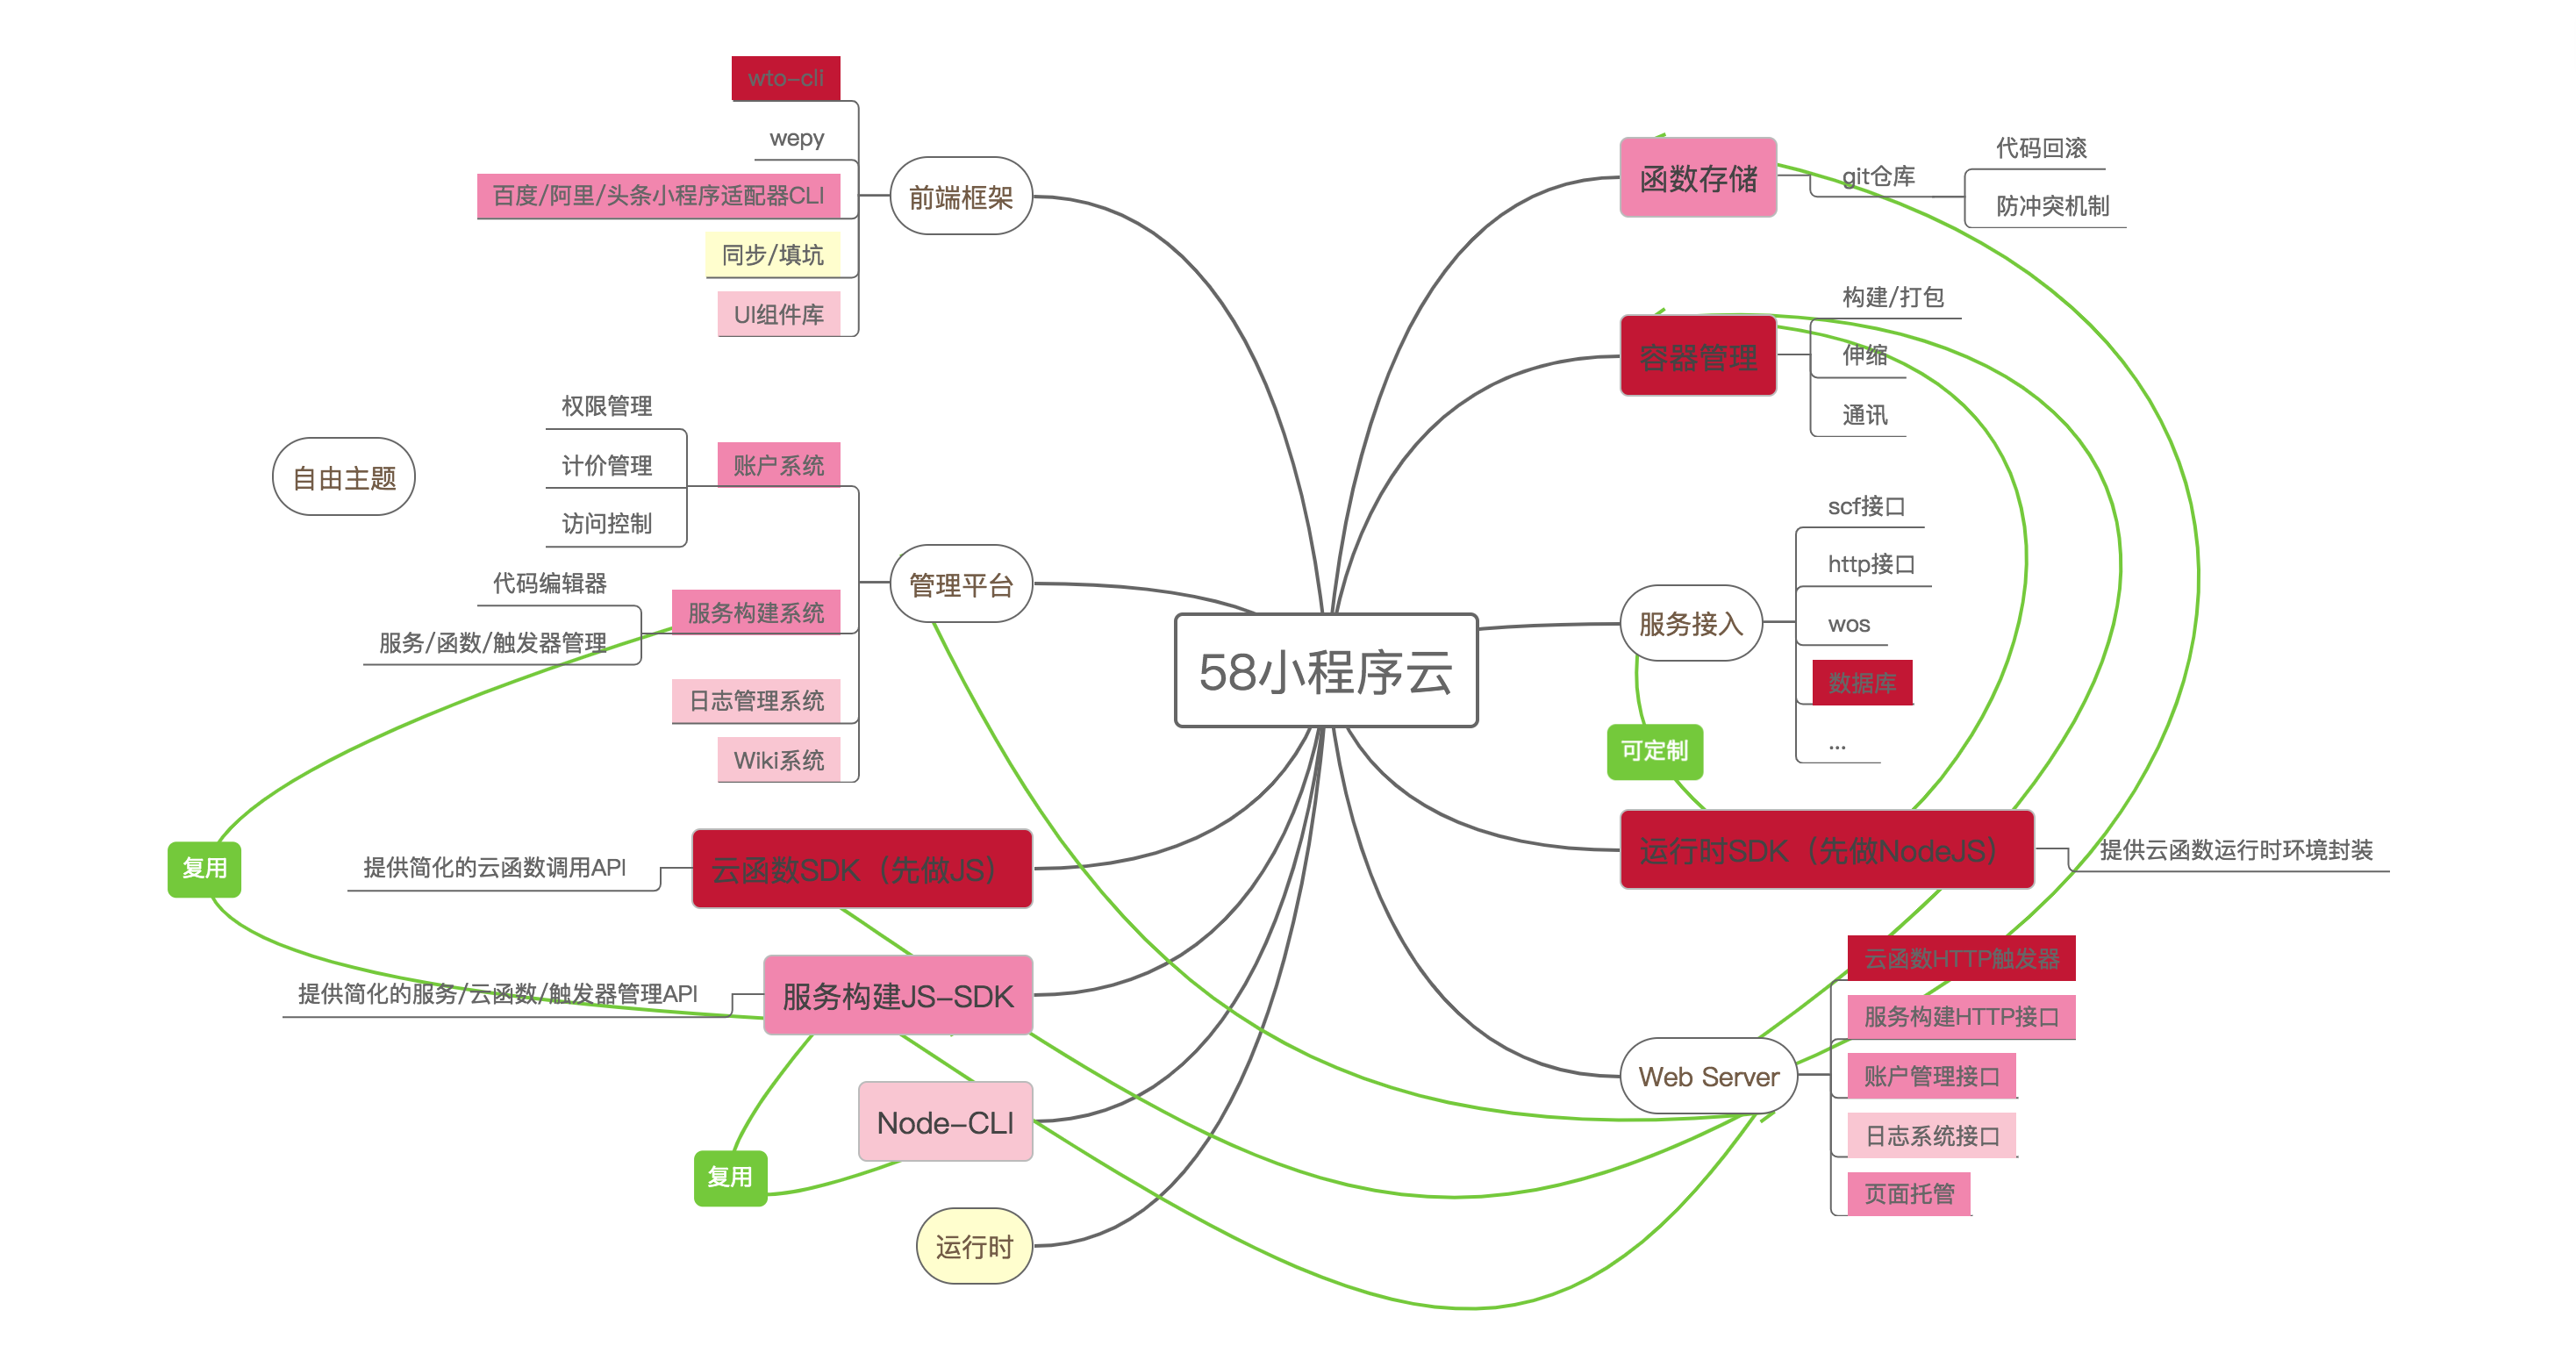 58小程序云
前端框架
wto-cli
wepy
百度/阿里/头条小程序适配器CLI
同步/填坑
UI组件库
自由主题
管理平台
账户系统
权限管理
计价管理
访问控制
服务构建系统
代码编辑器
服务/函数/触发器管理
日志管理系统
Wiki系统
复用
云函数SDK（先做JS）
提供简化的云函数调用API
服务构建JS-SDK
提供简化的服务/云函数/触发器管理API
复用
Node-CLI
运行时
函数存储
git仓库
代码回滚
防冲突机制
容器管理
构建/打包
伸缩
通讯
服务接入
scf接口
http接口
wos
数据库
...
可定制
运行时SDK（先做NodeJS）
提供云函数运行时环境封装
Web Server
云函数HTTP触发器
服务构建HTTP接口
账户管理接口
日志系统接口
页面托管